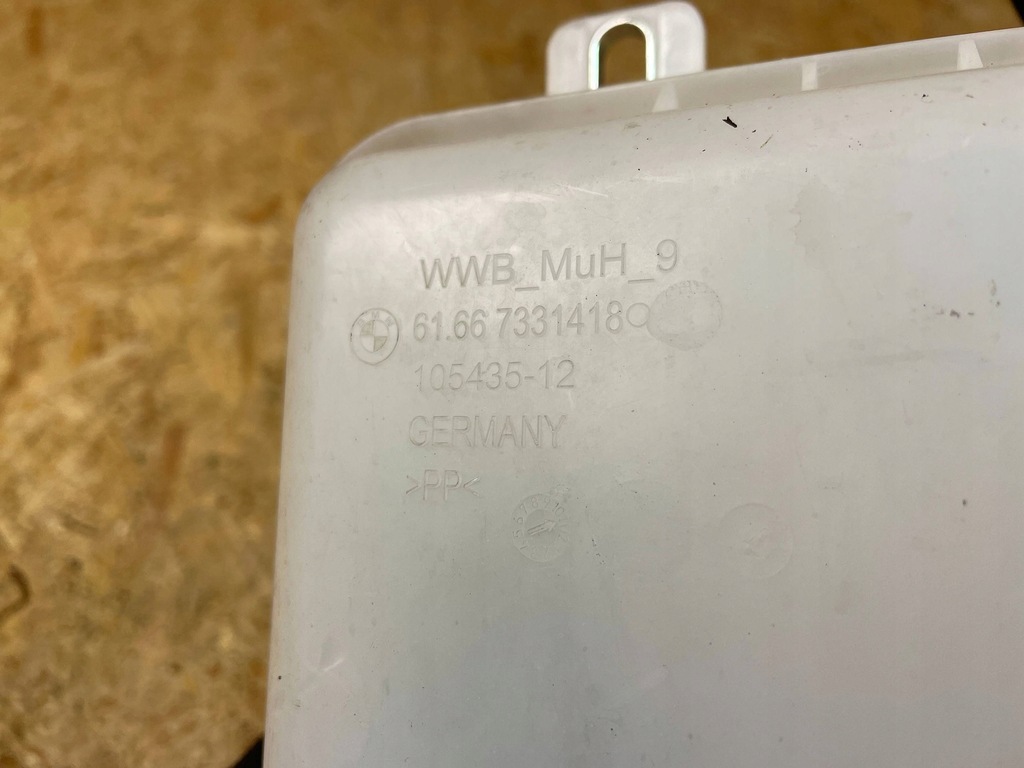 WWB_MuH_9
61.66 7331418
105435-12
GERMANY
>PP<